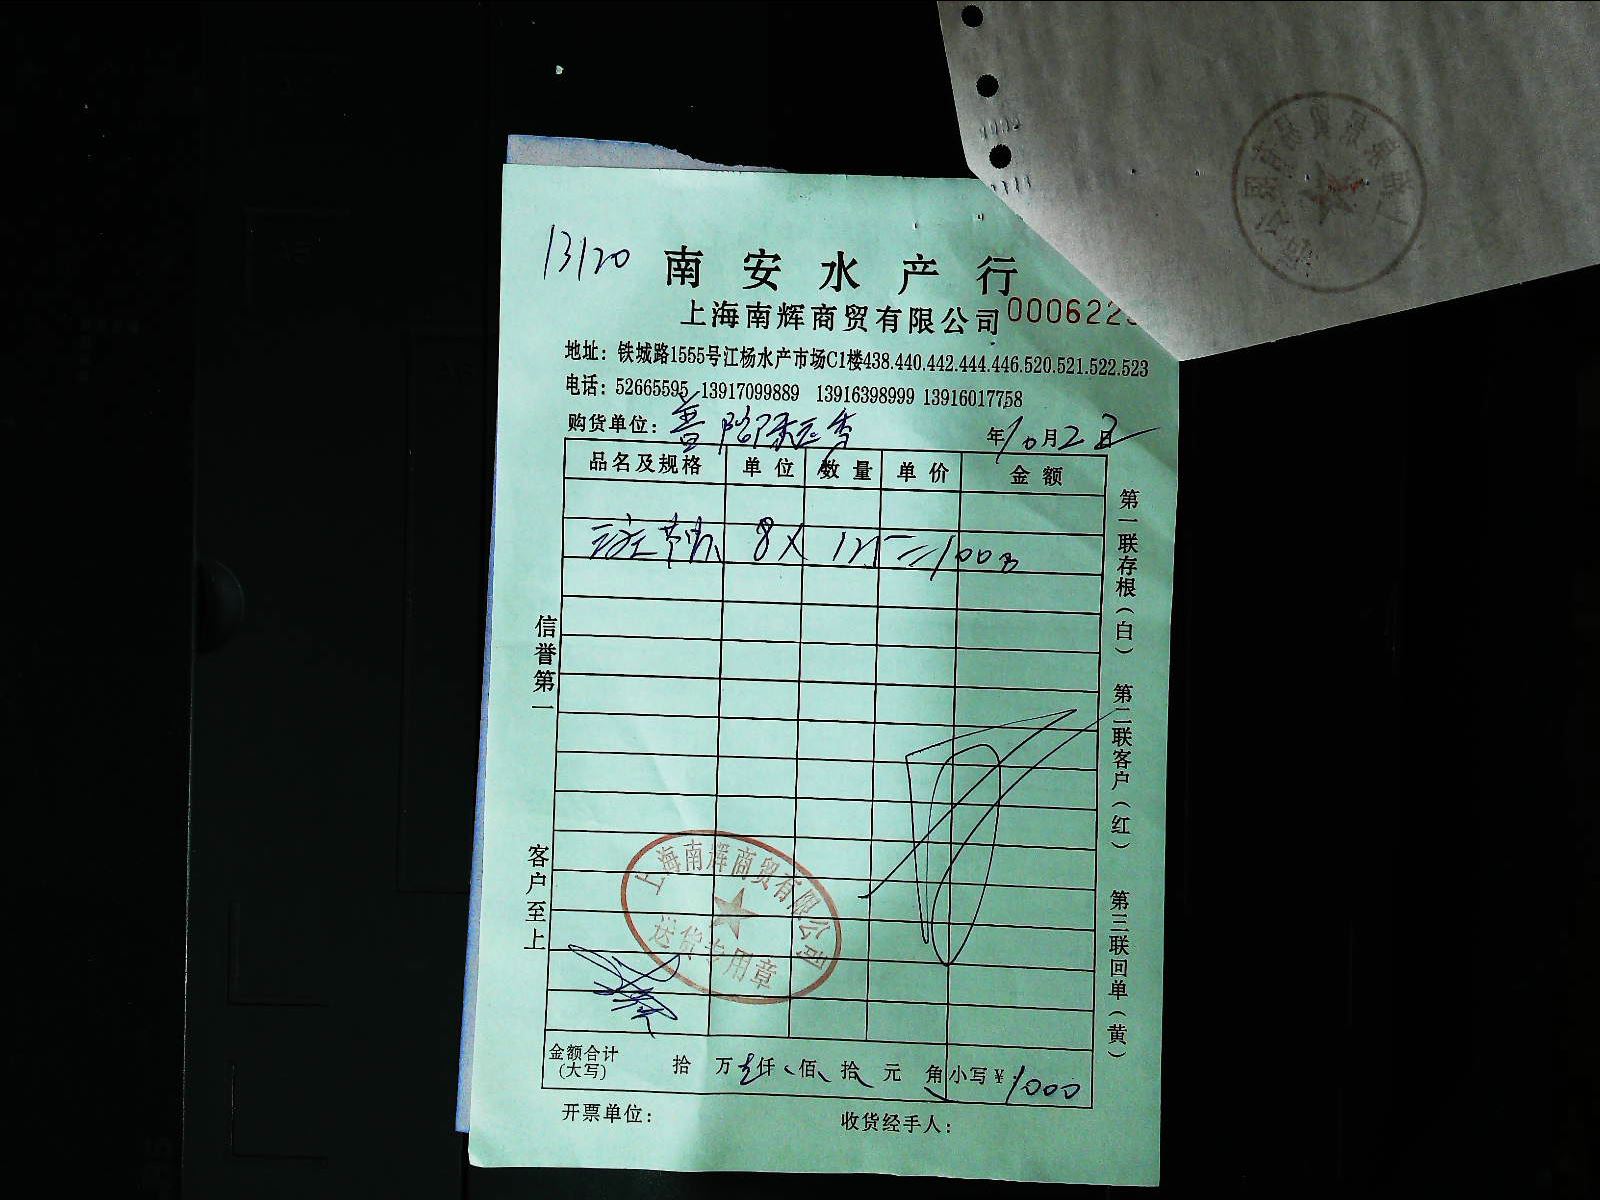 13120
南安水产行
上海南辉商贸有限公司 000622
地址：铁城路1555号江杨水产市场C1楼438.440.442.444.446.520.521.522.523
电话：52665595 13917099889 13916398999 13916017758
购货单位： 年10月2日
品名及规格 单位 数量 单价 金额
斑节 8X 125=1000
信誉第一
客户至上
第一联存根（白） 第二联客户（红） 第三联回单（黄）
上海南辉商贸有限公司
送货专用章
金额合计（大写） 拾 万 仟 佰 拾 元 角 小写￥：1000
开票单位： 收货经手人：